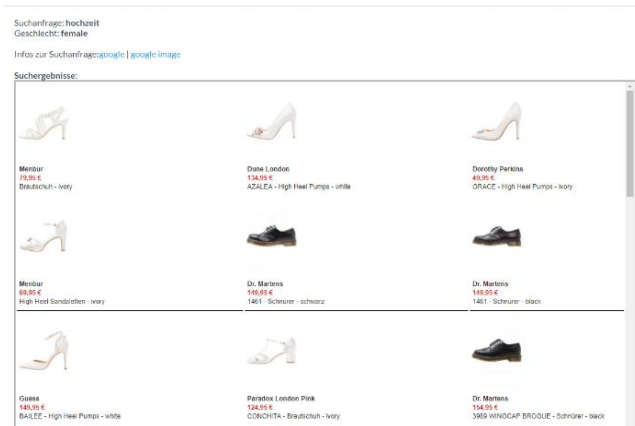 Suchanfrage: hochzeit
Geschlecht: female
Infos zur Suchanfrage:google | google image
Suchergebnisse:
Menbur
79,95 €
Brautschuh - ivory
Dune London
134,95 €
AZALEA - High Heel Pumps - white
Dorothy Perkins
49,95 €
GRACE - High Heel Pumps - ivory
Menbur
69,95 €
High Heel Sandaletten - ivory
Dr. Martens
149,95 €
1461 - Schnürer - schwarz
Dr. Martens
149,95 €
1461 - Schnürer - black
Guess
149,95 €
BAILEE - High Heel Pumps - white
Paradox London Pink
124,95 €
CONCHITA - Brautschuh - ivory
Dr. Martens
154,95 €
3989 WINGCAP BROGUE - Schnürer - black